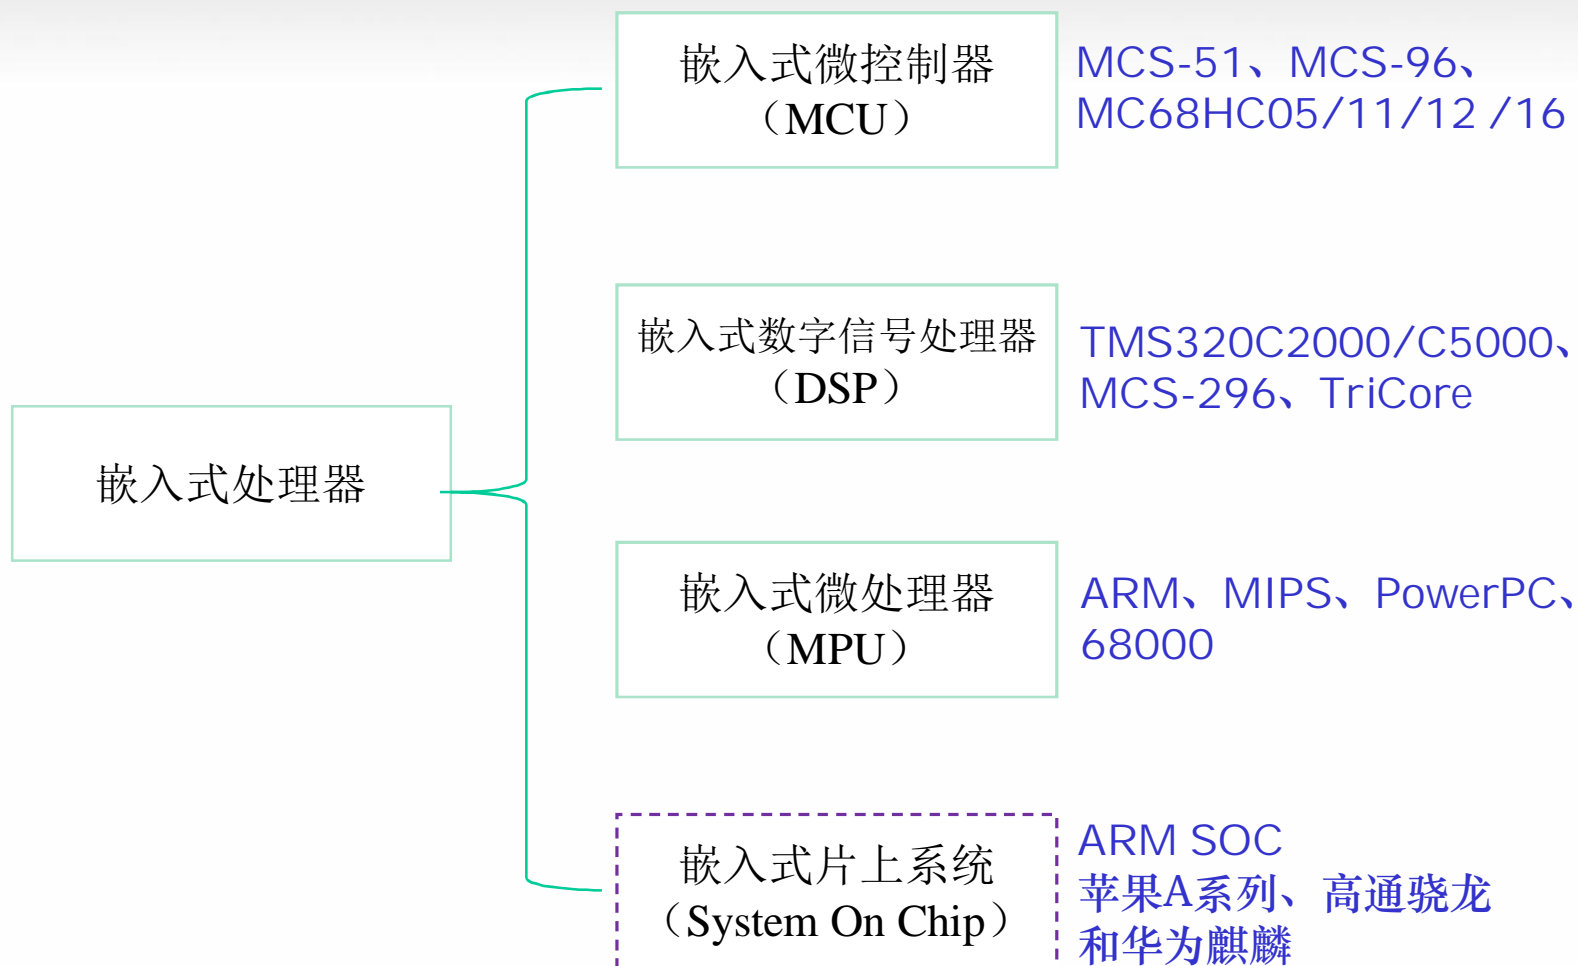 嵌入式处理器
嵌入式微控制器
（MCU）
MCS-51、MCS-96、
MC68HC05/11/12 /16
嵌入式数字信号处理器
（DSP）
TMS320C2000/C5000、
MCS-296、TriCore
嵌入式微处理器
（MPU）
ARM、MIPS、PowerPC、
68000
嵌入式片上系统
（System On Chip）
ARM SOC
苹果A系列、高通骁龙
和华为麒麟